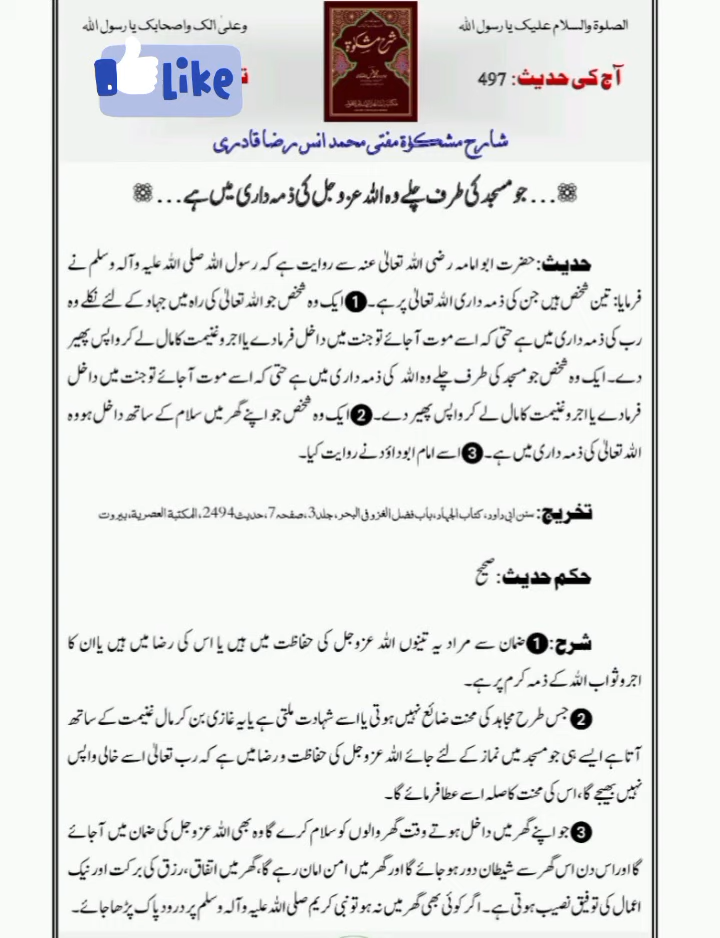 الصلوٰۃ والسلام علیک یا رسول اللہ
وعلیٰ الک واصحابک یا رسول اللہ
شرح مشکوٰۃ
آج کی حدیث: 497
Like
شارح مشکوٰۃ مفتی محمد انس رضا قادری
...جو مسجد کی طرف چلے وہ اللہ عزوجل کی ذمہ داری میں ہے...
حدیث: حضرت ابوامامہ رضی اللہ تعالیٰ عنہ سے روایت ہے کہ رسول اللہ صلی اللہ علیہ وآلہ وسلم نے
فرمایا: تین شخص ہیں جن کی ذمہ داری اللہ تعالیٰ پر ہے۔ 1 ایک وہ شخص جو اللہ تعالیٰ کی راہ میں جہاد کے لئے نکلے وہ
رب کی ذمہ داری میں ہے حتی کہ اسے موت آجائے تو جنت میں داخل فرمادے یا اجر و غنیمت کا مال لے کر واپس پھیر
دے۔ ایک وہ شخص جو مسجد کی طرف چلے وہ اللہ کی ذمہ داری میں ہے حتی کہ اسے موت آجائے تو جنت میں داخل
فرمادے یا اجر و غنیمت کا مال لے کر واپس پھیر دے۔ 2 ایک وہ شخص جو اپنے گھر میں سلام کے ساتھ داخل ہو وہ
اللہ تعالیٰ کی ذمہ داری میں ہے۔ 3 اسے امام ابوداؤد نے روایت کیا۔
تخریج: سنن ابی داود، کتاب الجہاد، باب فضل الغزو فی البحر، جلد 3، صفحہ 7، حدیث 2494، المکتبۃ العصریۃ، بیروت
حکم حدیث: صحیح
شرح: 1 ضمان سے مراد یہ تینوں اللہ عزوجل کی حفاظت میں ہیں یا اس کی رضا میں ہیں یا ان کا
اجر و ثواب اللہ کے ذمہ کرم پر ہے۔
2 جس طرح مجاہد کی محنت ضائع نہیں ہوتی یا اسے شہادت ملتی ہے یا یہ غازی بن کر مال غنیمت کے ساتھ
آتا ہے ایسے ہی جو مسجد میں نماز کے لئے جائے اللہ عزوجل کی حفاظت و رضا میں ہے کہ رب تعالیٰ اسے خالی واپس
نہیں بھیجے گا، اس کی محنت کا صلہ اسے عطا فرمائے گا۔
3 جو اپنے گھر میں داخل ہوتے وقت گھر والوں کو سلام کرے گا وہ بھی اللہ عزوجل کی ضمان میں آجائے
گا اور اس دن اس گھر سے شیطان دور ہو جائے گا اور گھر میں امن امان رہے گا، گھر میں اتفاق، رزق کی برکت اور نیک
اعمال کی توفیق نصیب ہوتی ہے۔ اگر کوئی بھی گھر میں نہ ہو تو نبی کریم صلی اللہ علیہ وآلہ وسلم پر درود پاک پڑھا جائے۔